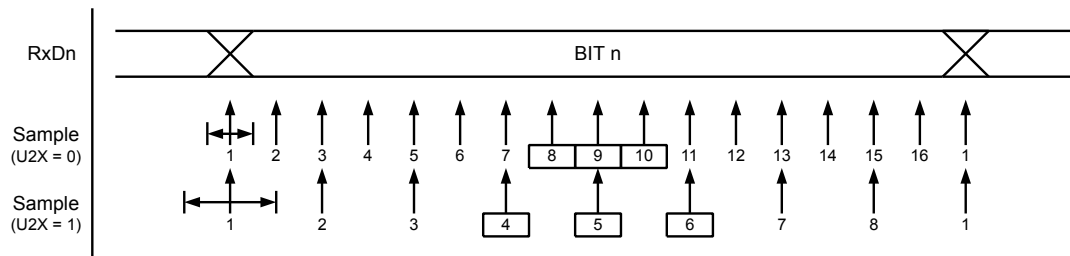 RxDn BIT n
Sample
(U2X = 0)
1 2 3 4 5 6 7 8 9 10 11 12 13 14 15 16 1
Sample
(U2X = 1)
1 2 3 4 5 6 7 8 1